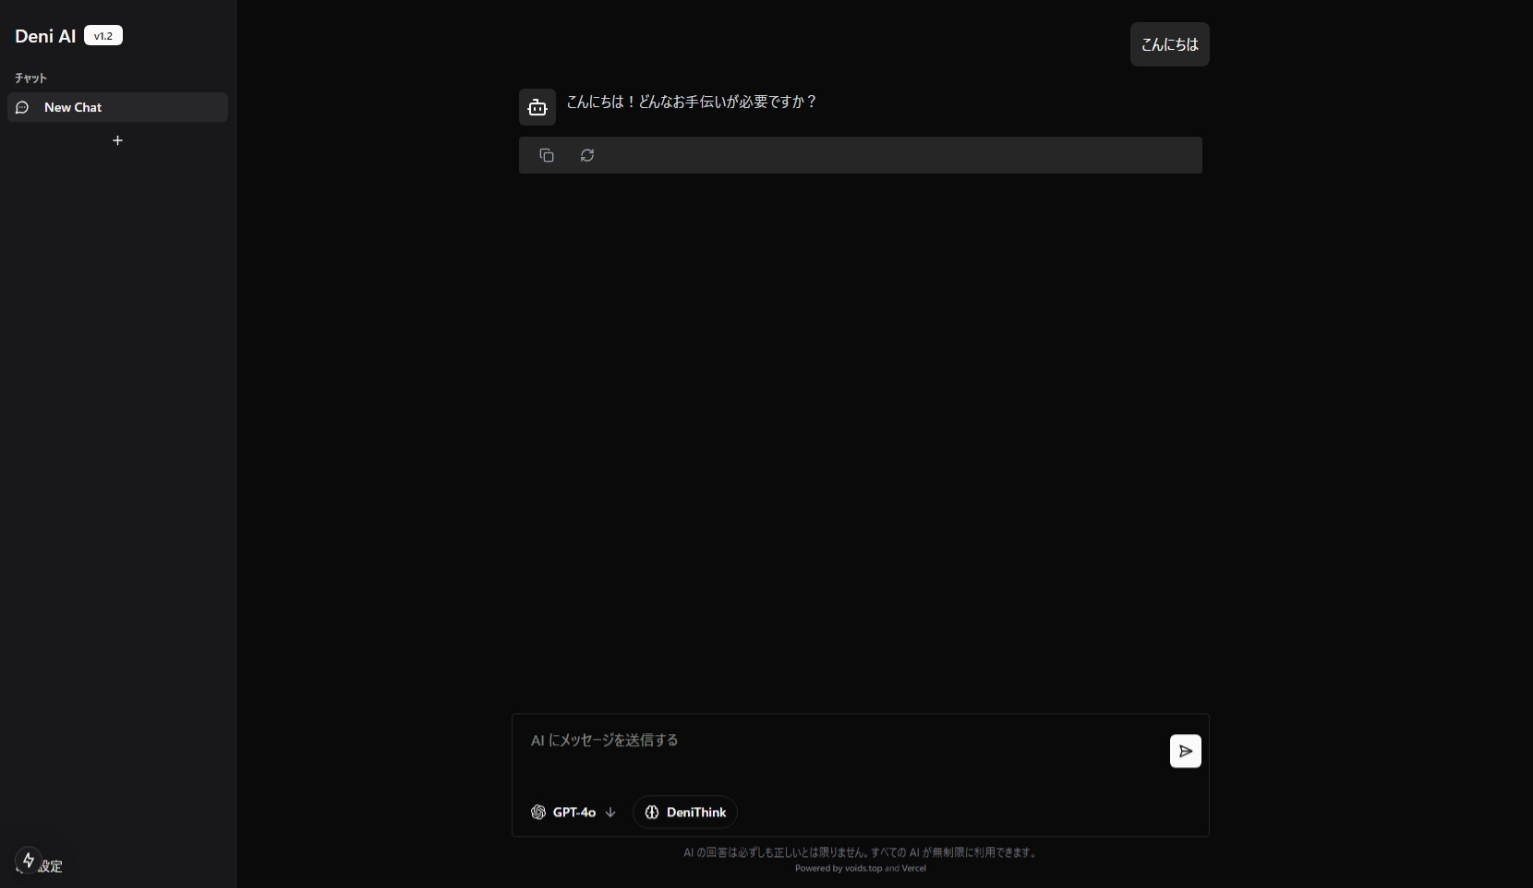 Deni AI v1.2
チャット
New Chat
こんにちは
こんにちは！どんなお手伝いが必要ですか？
AI にメッセージを送信する
GPT-4o DeniThink
AI の回答は必ずしも正しいとは限りません。すべての AI が無制限に利用できます。
Powered by voids.top and Vercel
設定